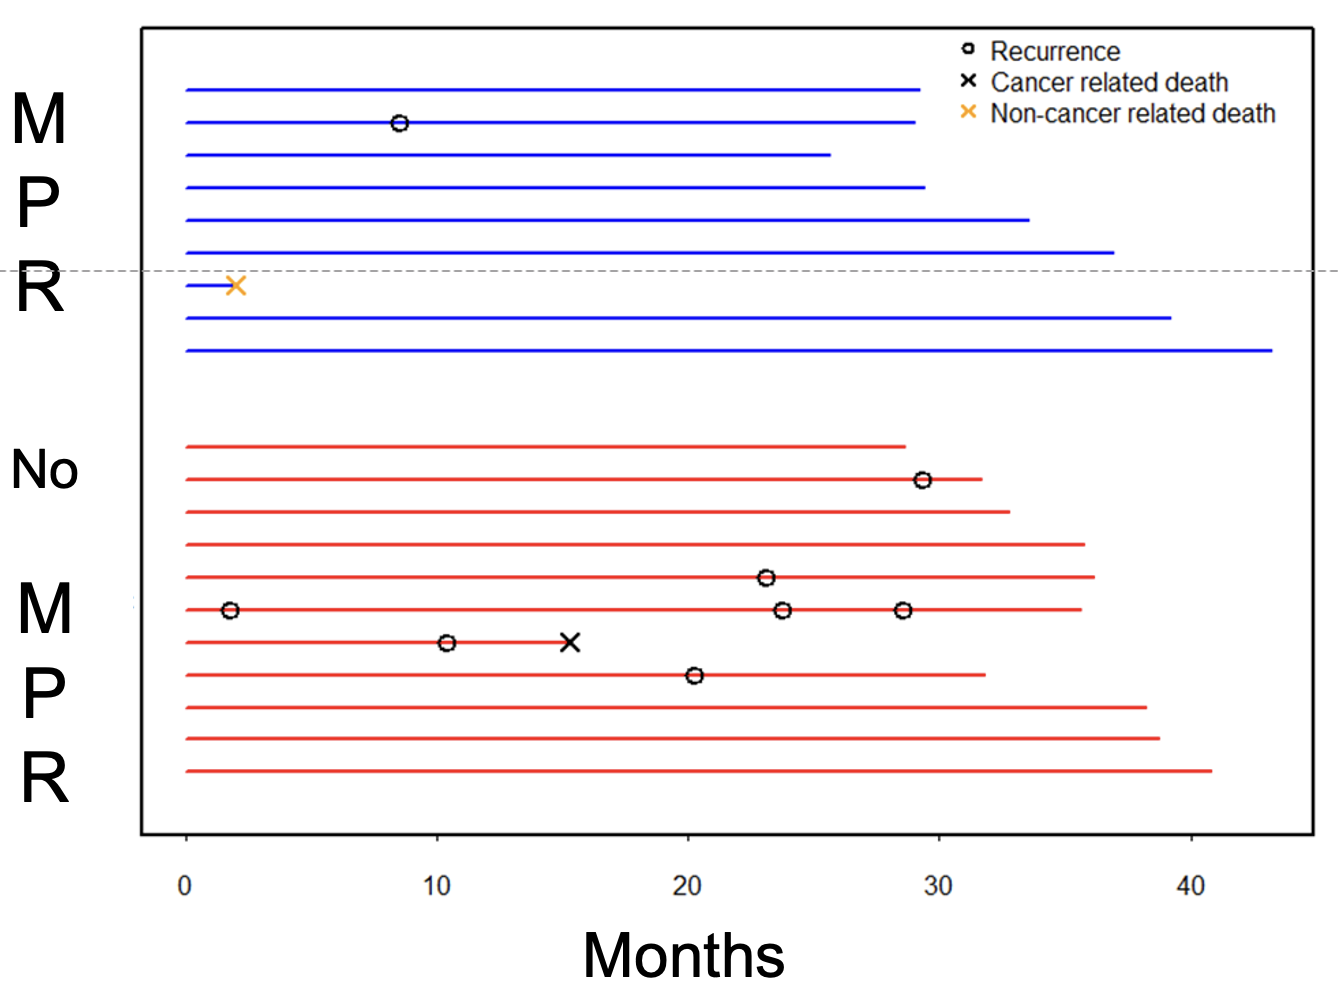 Recurrence
Cancer related death
Non-cancer related death
M
P
R
No
M
P
R
0 10 20 30 40
Months